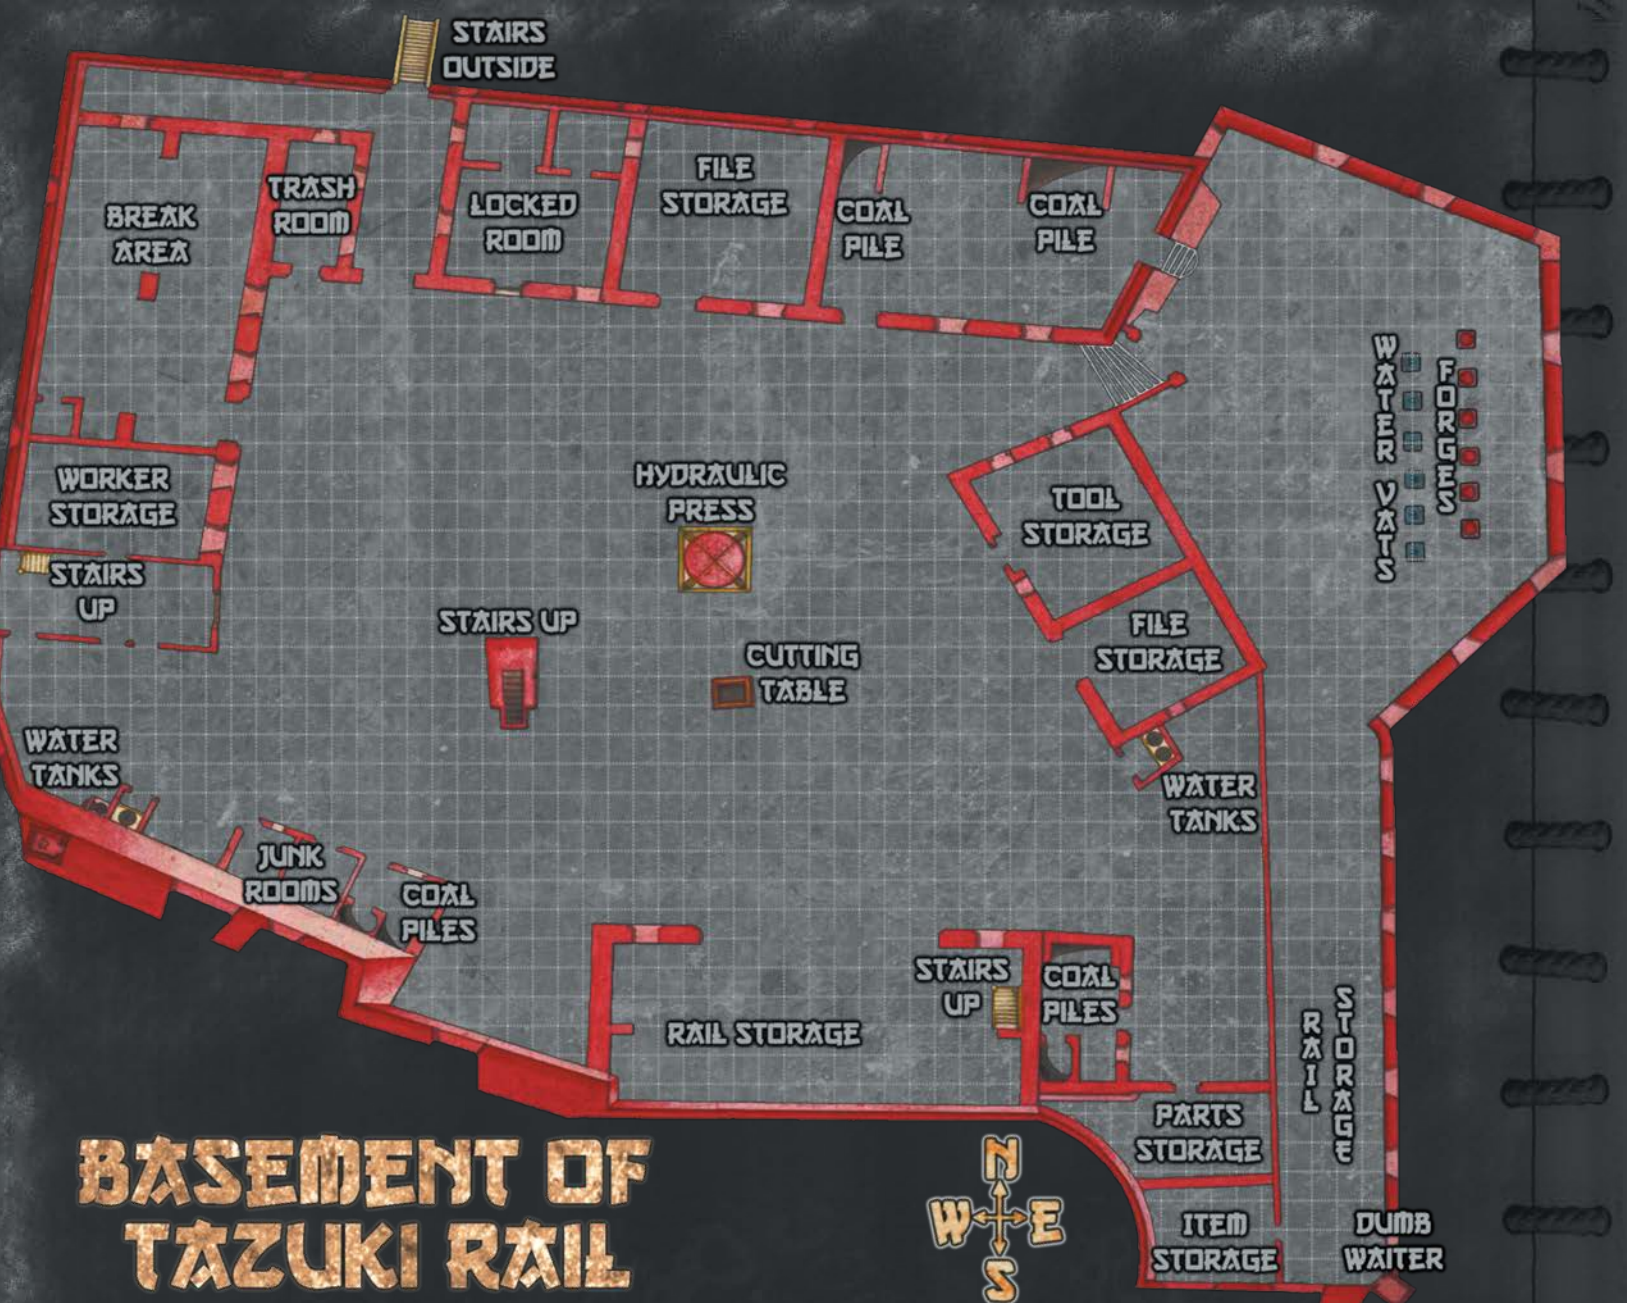 STAIRS
OUTSIDE
BREAK
AREA
TRASH
ROOM
LOCKED
ROOM
FILE
STORAGE
COAL
PILE
COAL
PILE
WATER VATS
FORGES
WORKER
STORAGE
STAIRS
UP
HYDRAULIC
PRESS
TOOL
STORAGE
STAIRS UP
CUTTING
TABLE
FILE
STORAGE
WATER
TANKS
WATER
TANKS
JUNK
ROOMS
COAL
PILES
RAIL STORAGE
STAIRS
UP
COAL
PILES
RAIL
STORAGE
PARTS
STORAGE
ITEM
STORAGE
DUMB
WAITER
BASEMENT OF
TAZUKI RAIL
N
W E
S